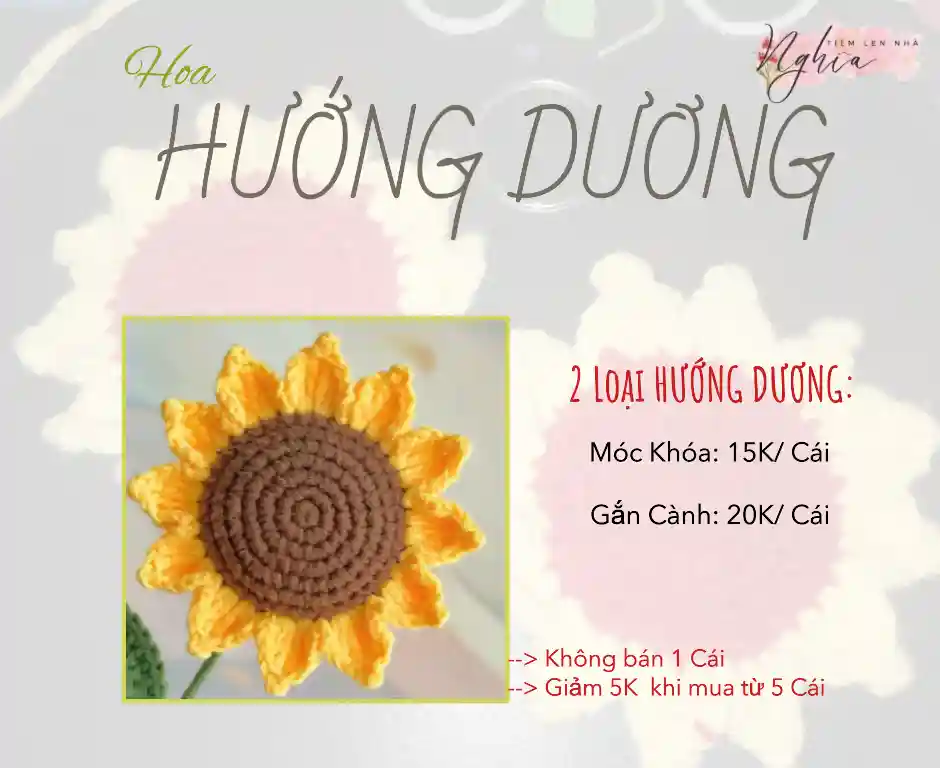 Hoa
TIỆM LEN NHÀ
Nghĩa
HƯỚNG DƯƠNG
2 LOẠI HƯỚNG DƯƠNG:
Móc Khóa: 15K/ Cái
Gắn Cành: 20K/ Cái
--> Không bán 1 Cái
--> Giảm 5K khi mua từ 5 Cái